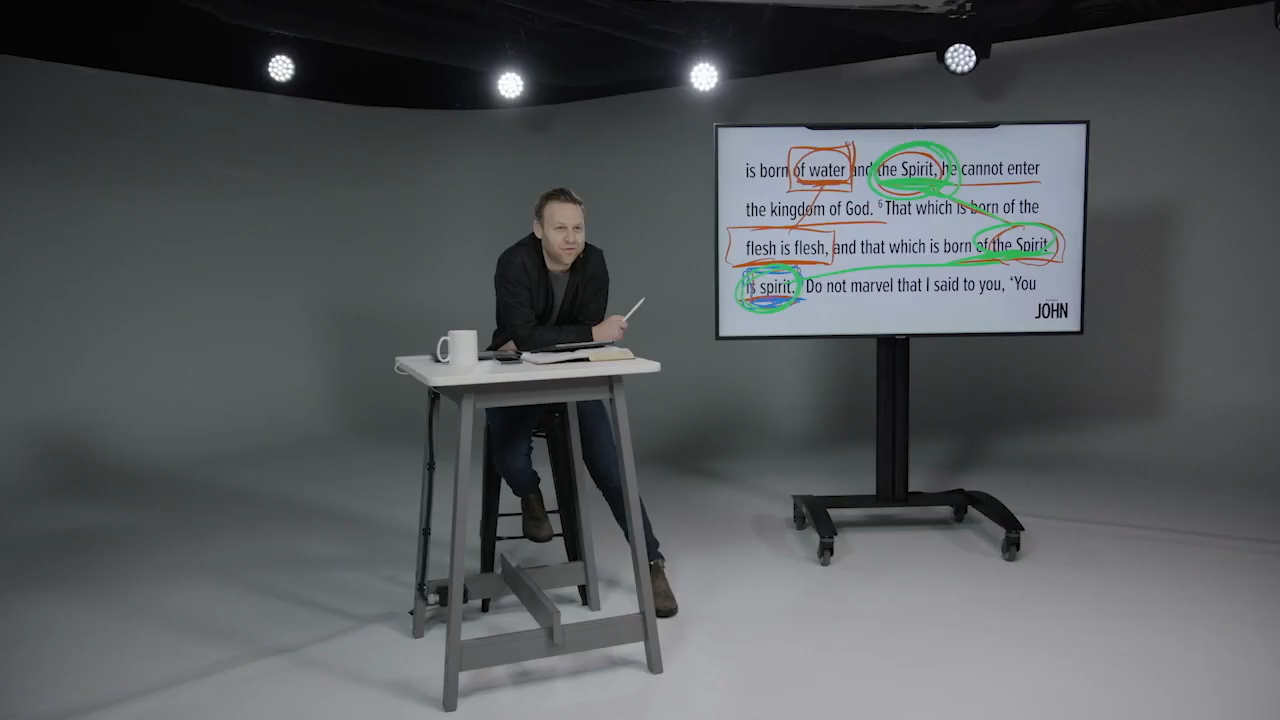 is born of water and the Spirit, he cannot enter
the kingdom of God. 6 That which is born of the
flesh is flesh, and that which is born of the Spirit
is spirit. Do not marvel that I said to you, 'You
JOHN